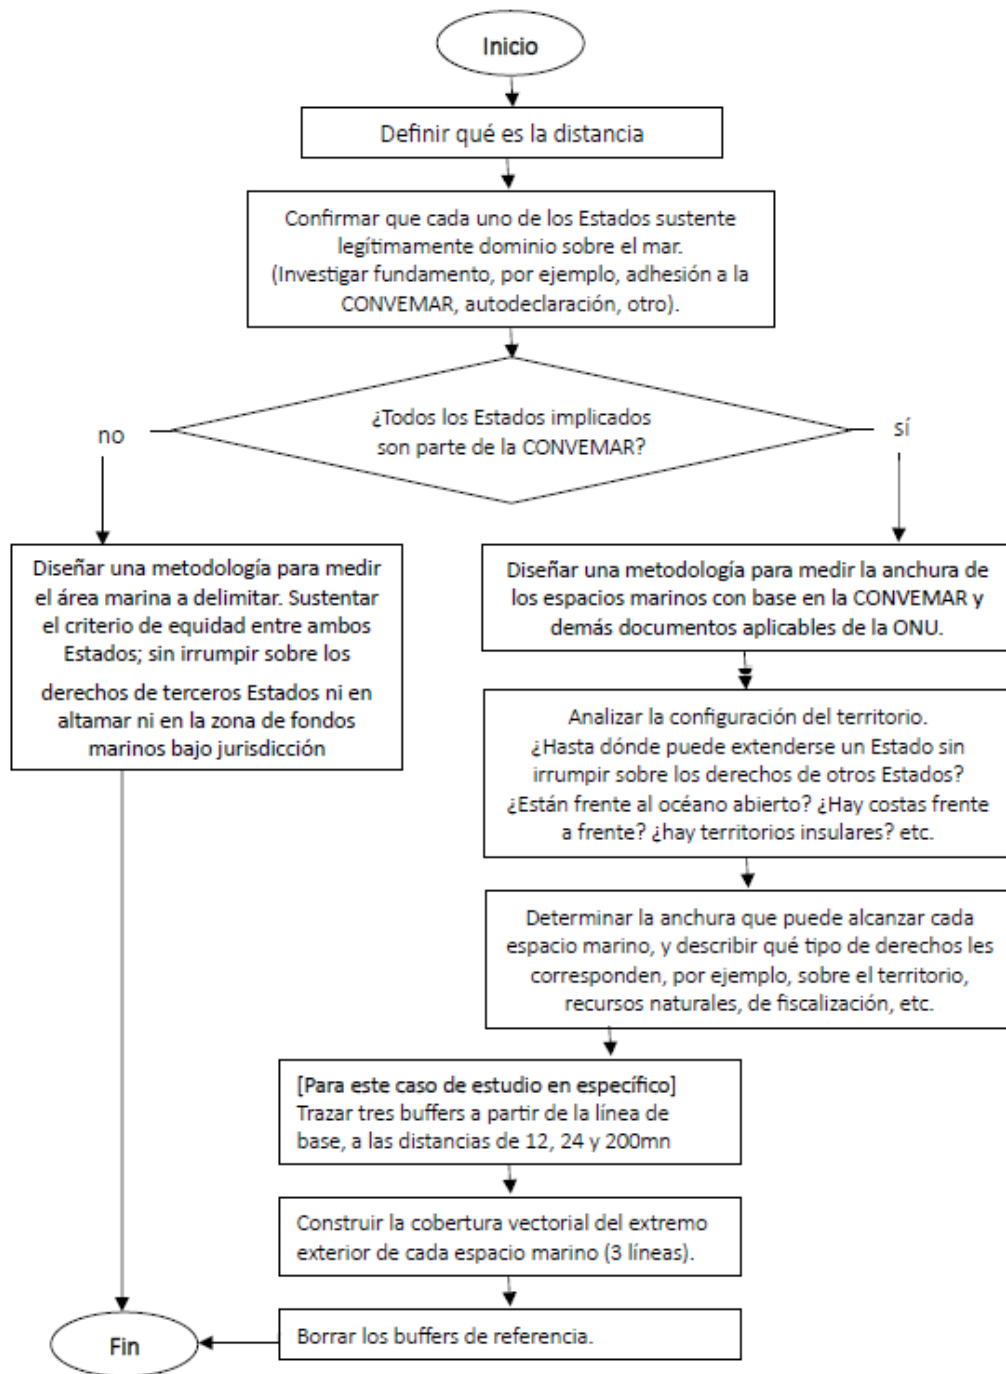 Inicio
Definir qué es la distancia
Confirmar que cada uno de los Estados sustente
legítimamente dominio sobre el mar.
(Investigar fundamento, por ejemplo, adhesión a la
CONVEMAR, autodeclaración, otro).
¿Todos los Estados implicados
son parte de la CONVEMAR?
no
sí
Diseñar una metodología para medir
el área marina a delimitar. Sustentar
el criterio de equidad entre ambos
Estados; sin irrumpir sobre los
derechos de terceros Estados ni en
altamar ni en la zona de fondos
marinos bajo jurisdicción
Diseñar una metodología para medir la anchura de
los espacios marinos con base en la CONVEMAR y
demás documentos aplicables de la ONU.
Analizar la configuración del territorio.
¿Hasta dónde puede extenderse un Estado sin
irrumpir sobre los derechos de otros Estados?
¿Están frente al océano abierto? ¿Hay costas frente
a frente? ¿hay territorios insulares? etc.
Determinar la anchura que puede alcanzar cada
espacio marino, y describir qué tipo de derechos les
corresponden, por ejemplo, sobre el territorio,
recursos naturales, de fiscalización, etc.
[Para este caso de estudio en específico]
Trazar tres buffers a partir de la línea de
base, a las distancias de 12, 24 y 200mn
Construir la cobertura vectorial del extremo
exterior de cada espacio marino (3 líneas).
Borrar los buffers de referencia.
Fin